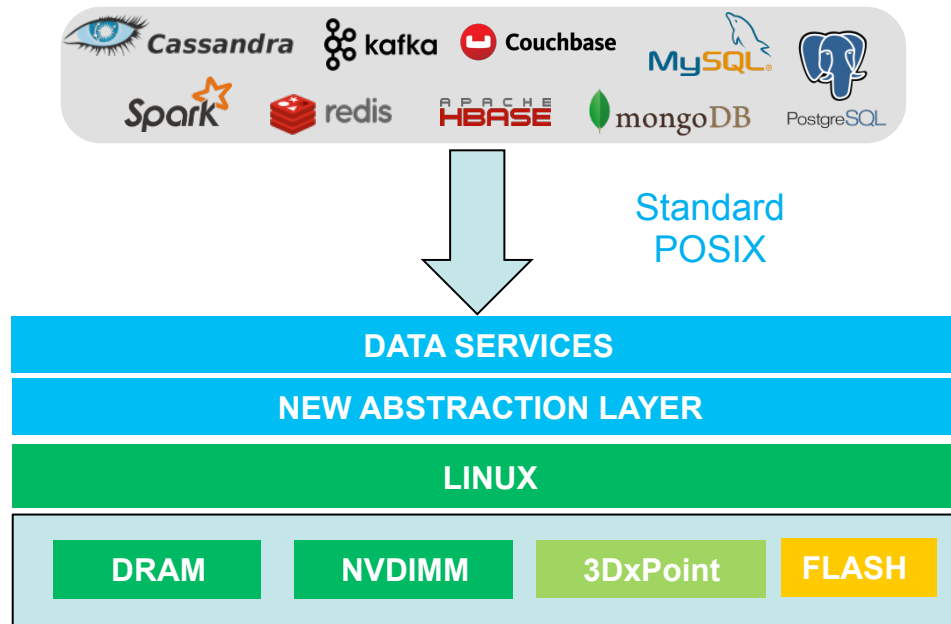 Cassandra kafka Couchbase MySQL® PostgreSQL
Spark redis APACHE HBASE mongoDB
Standard
POSIX
DATA SERVICES
NEW ABSTRACTION LAYER
LINUX
DRAM NVDIMM 3DxPoint FLASH